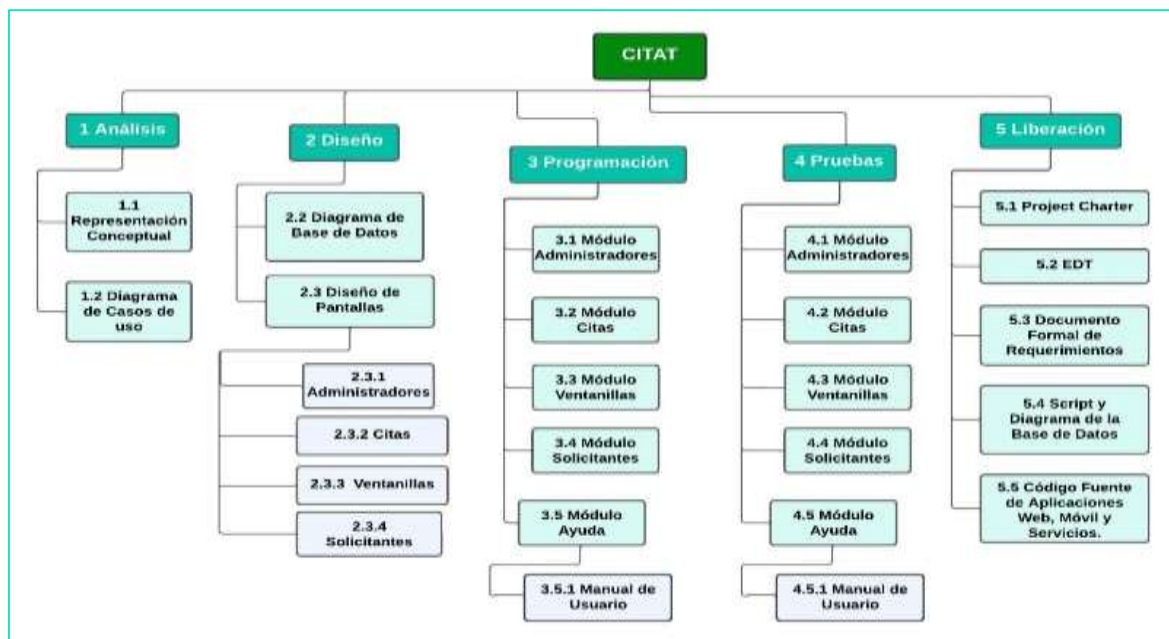 CITAT
1 Análisis
1.1
Representación
Conceptual
1.2 Diagrama
de Casos de
uso
2 Diseño
2.2 Diagrama de
Base de Datos
2.3 Diseño de
Pantallas
2.3.1
Administradores
2.3.2 Citas
2.3.3 Ventanillas
2.3.4
Solicitantes
3 Programación
3.1 Módulo
Administradores
3.2 Módulo
Citas
3.3 Módulo
Ventanillas
3.4 Módulo
Solicitantes
3.5 Módulo
Ayuda
3.5.1 Manual de
Usuario
4 Pruebas
4.1 Módulo
Administradores
4.2 Módulo
Citas
4.3 Módulo
Ventanillas
4.4 Módulo
Solicitantes
4.5 Módulo
Ayuda
4.5.1 Manual de
Usuario
5 Liberación
5.1 Project Charter
5.2 EDT
5.3 Documento
Formal de
Requerimientos
5.4 Script y
Diagrama de la
Base de Datos
5.5 Código Fuente
de Aplicaciones
Web, Móvil y
Servicios.